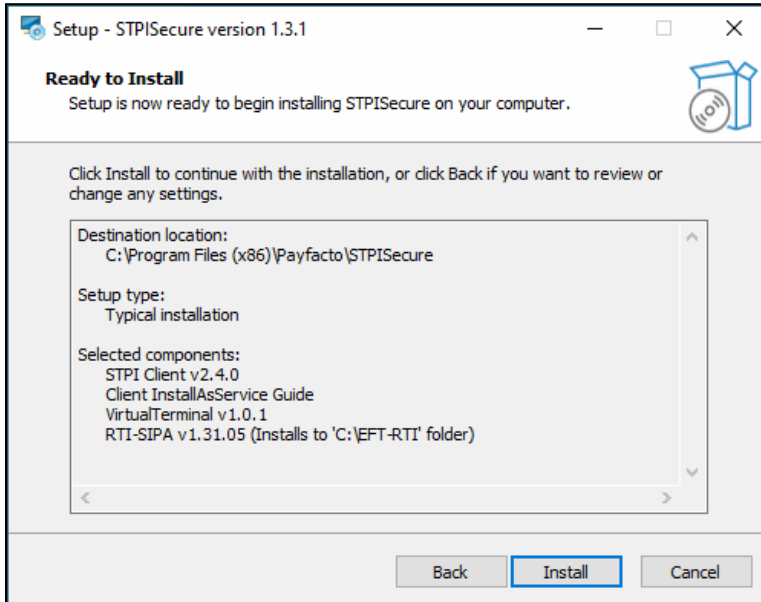 Setup - STPISecure version 1.3.1
Ready to Install
Setup is now ready to begin installing STPISecure on your computer.
Click Install to continue with the installation, or click Back if you want to review or
change any settings.
Destination location:
C:\Program Files (x86)\Payfacto\STPISecure
Setup type:
Typical installation
Selected components:
STPI Client v2.4.0
Client InstallAsService Guide
VirtualTerminal v1.0.1
RTI-SIPA v1.31.05 (Installs to 'C:\EFT-RTI' folder)
Back
Install
Cancel